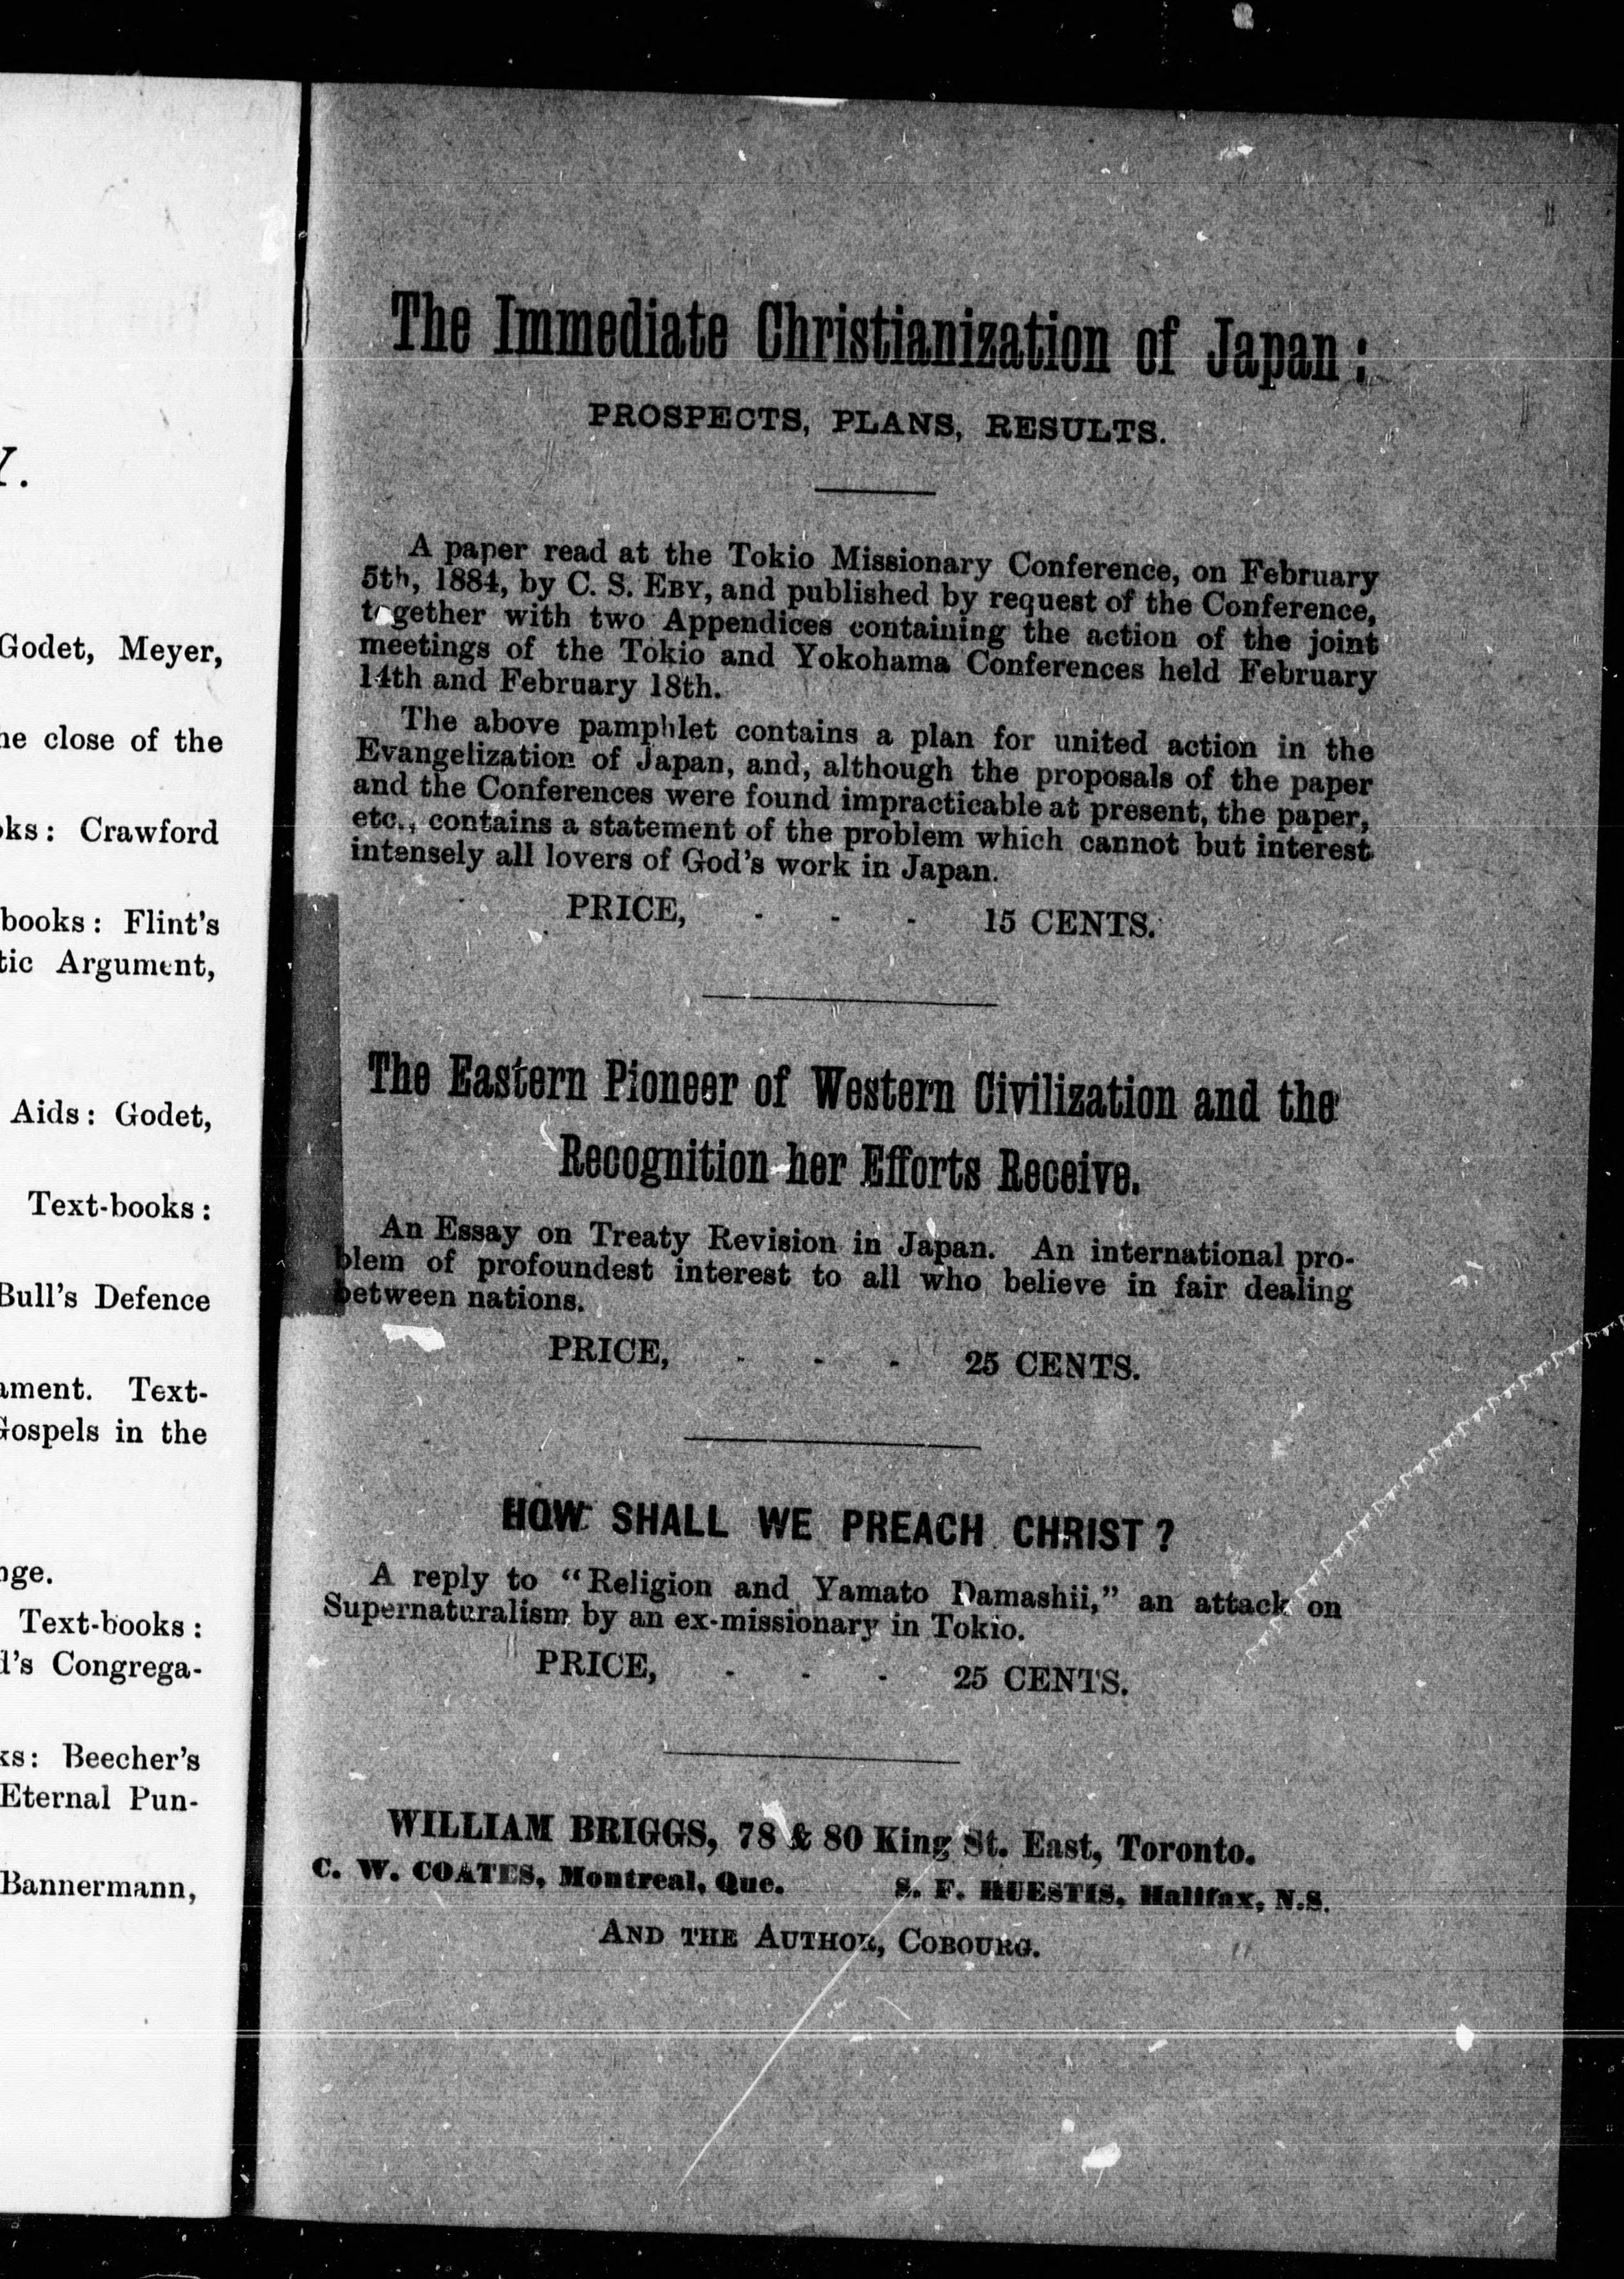 Y.
Godet, Meyer,
he close of the
oks: Crawford
books: Flint's
tic Argument,
Aids: Godet,
Text-books:
Bull's Defence
ament. Text-
Gospels in the
nge.
Text-books:
d's Congrega-
ks: Beecher's
Eternal Pun-
Bannermann,
The Immediate Christianization of Japan:
PROSPECTS, PLANS, RESULTS.
A paper read at the Tokio Missionary Conference, on February
5th, 1884, by C. S. EBY, and published by request of the Conference,
together with two Appendices containing the action of the joint
meetings of the Tokio and Yokohama Conferences held February
14th and February 18th.
The above pamphlet contains a plan for united action in the
Evangelization of Japan, and, although the proposals of the paper
and the Conferences were found impracticable at present, the paper,
etc., contains a statement of the problem which cannot but interest
intensely all lovers of God's work in Japan.
PRICE, - - - 15 CENTS.
The Eastern Pioneer of Western Civilization and the
Recognition her Efforts Receive.
An Essay on Treaty Revision in Japan. An international pro-
blem of profoundest interest to all who believe in fair dealing
between nations.
PRICE, - - - 25 CENTS.
HOW SHALL WE PREACH CHRIST?
A reply to "Religion and Yamato Damashii," an attack on
Supernaturalism by an ex-missionary in Tokio.
PRICE, - - - 25 CENTS.
WILLIAM BRIGGS, 78 & 80 King St. East, Toronto.
C. W. COATES, Montreal, Que. S. F. HUESTIS, Halifax, N.S.
AND THE AUTHOR, COBOURG.